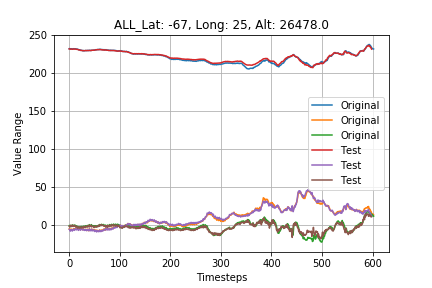 ALL_Lat: -67, Long: 25, Alt: 26478.0
Value Range
250
200
150
100
50
0
Original
Original
Original
Test
Test
Test
0 100 200 300 400 500 600
Timesteps